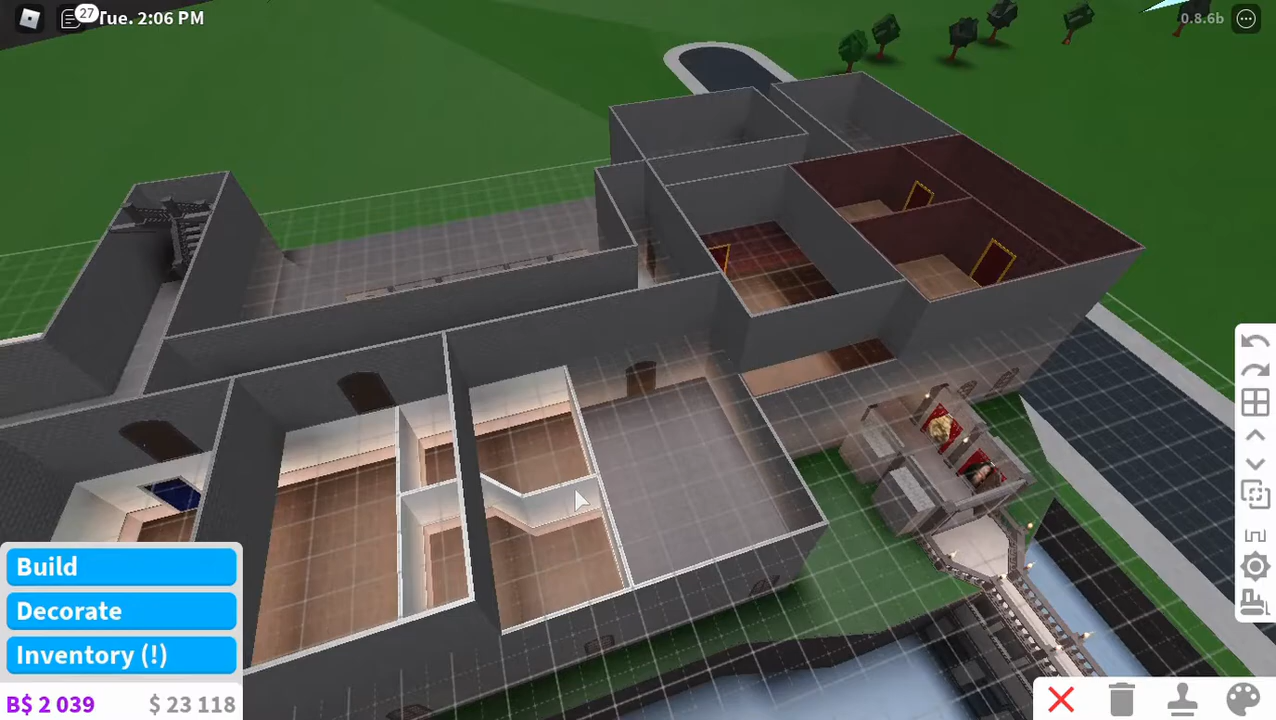 27
Tue. 2:06 PM
0.8.6b
Build
Decorate
Inventory (!)
B$ 2 039
$ 23 118